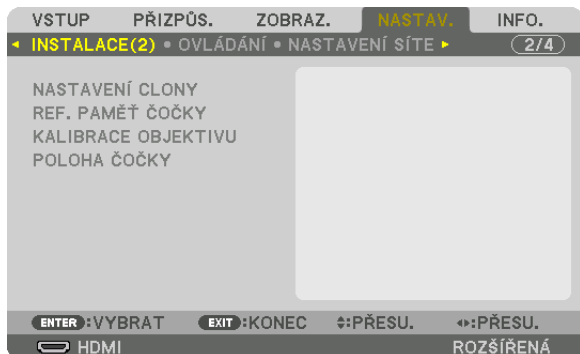 VSTUP PŘIZPŮS. ZOBRAZ. NASTAV. INFO.
INSTALACE(2) • OVLÁDÁNÍ • NASTAVENÍ SÍTE 2/4
NASTAVENÍ CLONY
REF. PAMĚŤ ČOČKY
KALIBRACE OBJEKTIVU
POLOHA ČOČKY
ENTER:VYBRAT EXIT:KONEC :PŘESU. :PŘESU.
HDMI ROZŠÍŘENÁ